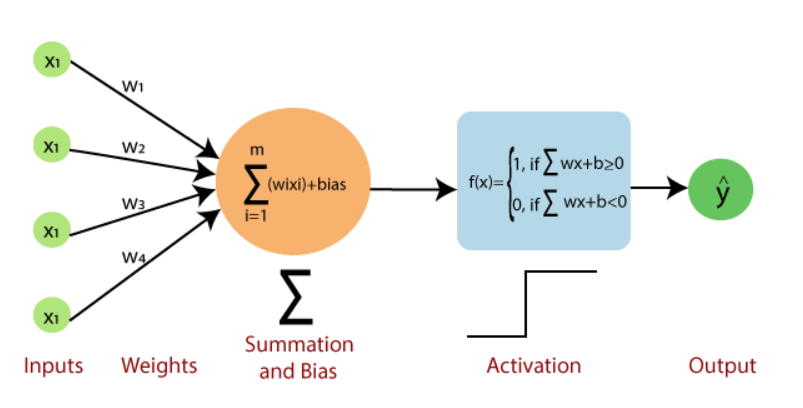 x1
x1
x1
x1
w1
w2
w3
w4
m
∑(wixi)+bias
i=1
f(x)={1, if ∑ wx+b≥0
0, if ∑ wx+b<0
ŷ
∑
Inputs
Weights
Summation
and Bias
Activation
Output